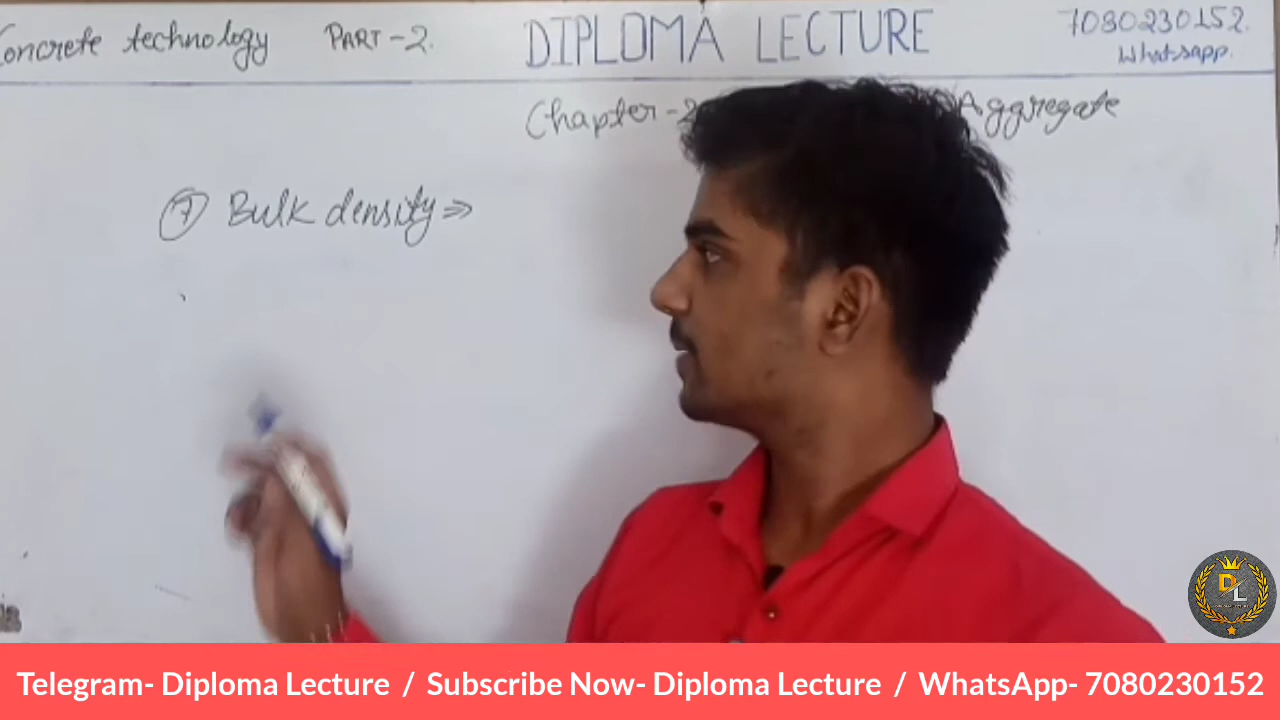 Concrete technology PART-2. DIPLOMA LECTURE 7080230152.
Whatsapp.
Chapter-2 Aggregate
⑦ Bulk density ⇒
DL
Telegram- Diploma Lecture / Subscribe Now- Diploma Lecture / WhatsApp- 7080230152